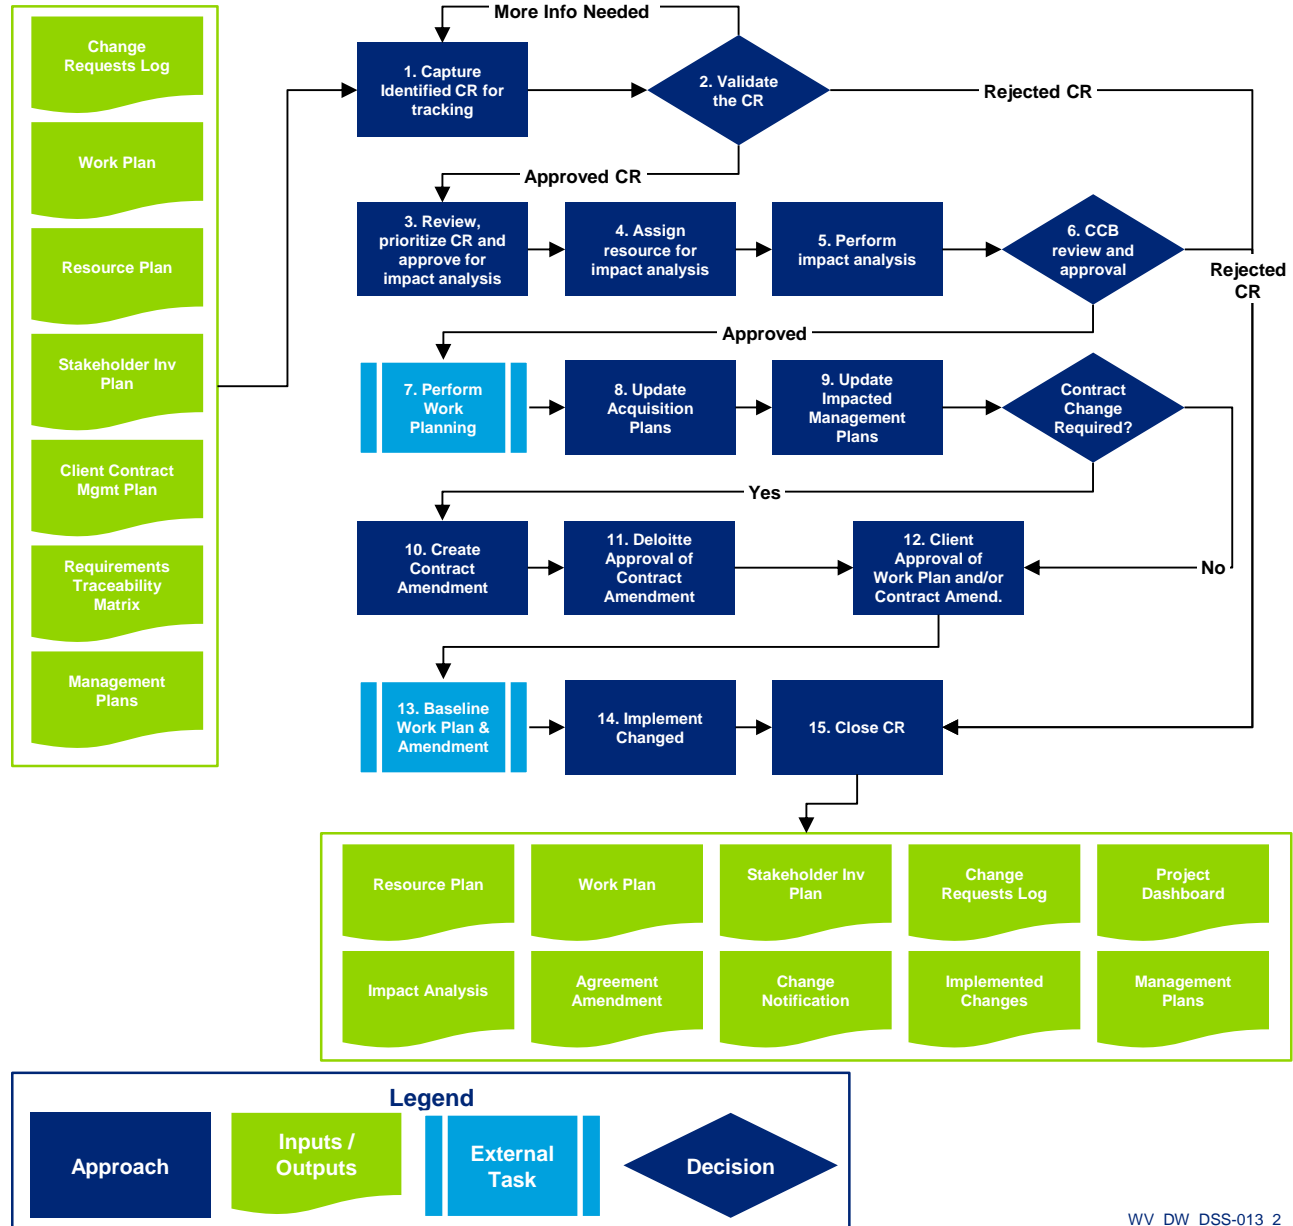 Change
Requests Log
Work Plan
Resource Plan
Stakeholder Inv
Plan
Client Contract
Mgmt Plan
Requirements
Traceability
Matrix
Management
Plans
More Info Needed
1. Capture
Identified CR for
tracking
2. Validate
the CR
Rejected CR
Approved CR
3. Review,
prioritize CR and
approve for
impact analysis
4. Assign
resource for
impact analysis
5. Perform
impact analysis
6. CCB
review and
approval
Rejected
CR
Approved
7. Perform
Work
Planning
8. Update
Acquisition
Plans
9. Update
Impacted
Management
Plans
Contract
Change
Required?
Yes
10. Create
Contract
Amendment
11. Deloitte
Approval of
Contract
Amendment
12. Client
Approval of
Work Plan and/or
Contract Amend.
No
13. Baseline
Work Plan &
Amendment
14. Implement
Changed
15. Close CR
Resource Plan
Work Plan
Stakeholder Inv
Plan
Change
Requests Log
Project
Dashboard
Impact Analysis
Agreement
Amendment
Change
Notification
Implemented
Changes
Management
Plans
Legend
Approach
Inputs /
Outputs
External
Task
Decision
WV_DW_DSS-013_2